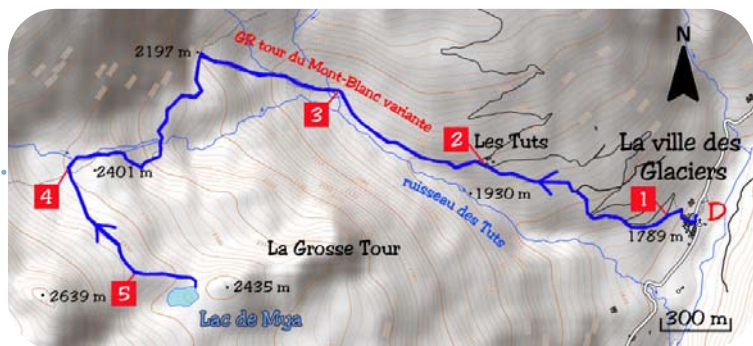 2197 m
GR tour du Mont-Blanc variante
N
3
2
Les Tuts
La ville des
Glaciers
1
D
4
2401 m
1930 m
ruisseau des Tuts
1789 m
La Grosse Tour
2639 m
5
2435 m
Lac de Mya
300 m